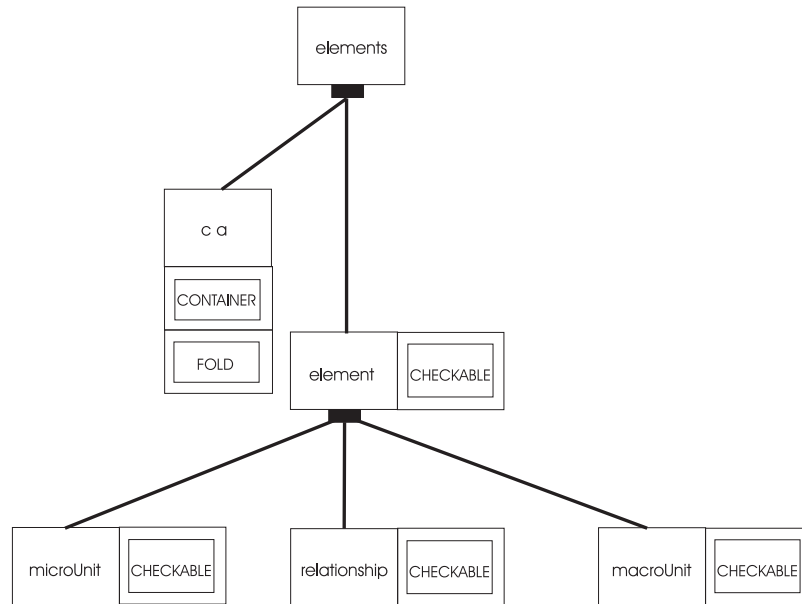 elements
c a
CONTAINER
FOLD
element
CHECKABLE
microUnit
CHECKABLE
relationship
CHECKABLE
macroUnit
CHECKABLE